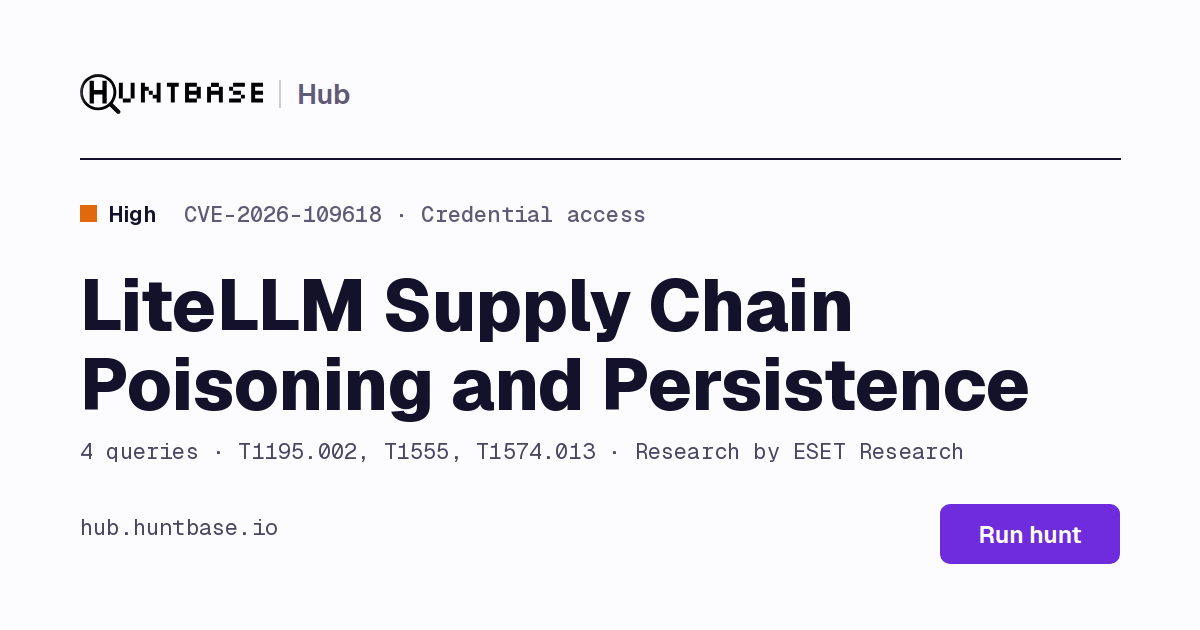 HUNTBASE Hub
High CVE-2026-109618 · Credential access
LiteLLM Supply Chain
Poisoning and Persistence
4 queries · T1195.002, T1555, T1574.013 · Research by ESET Research
hub.huntbase.io
Run hunt